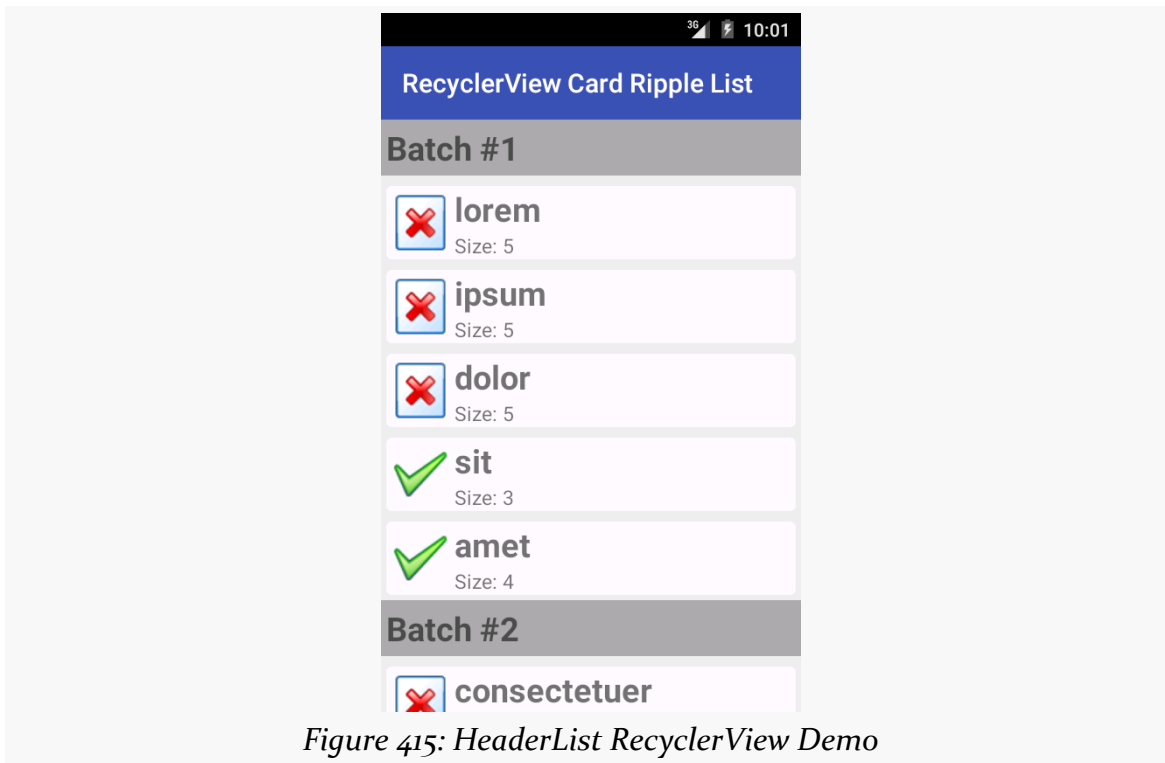 3G 10:01
RecyclerView Card Ripple List
Batch #1
lorem
Size: 5
ipsum
Size: 5
dolor
Size: 5
sit
Size: 3
amet
Size: 4
Batch #2
consectetuer
Figure 415: HeaderList RecyclerView Demo